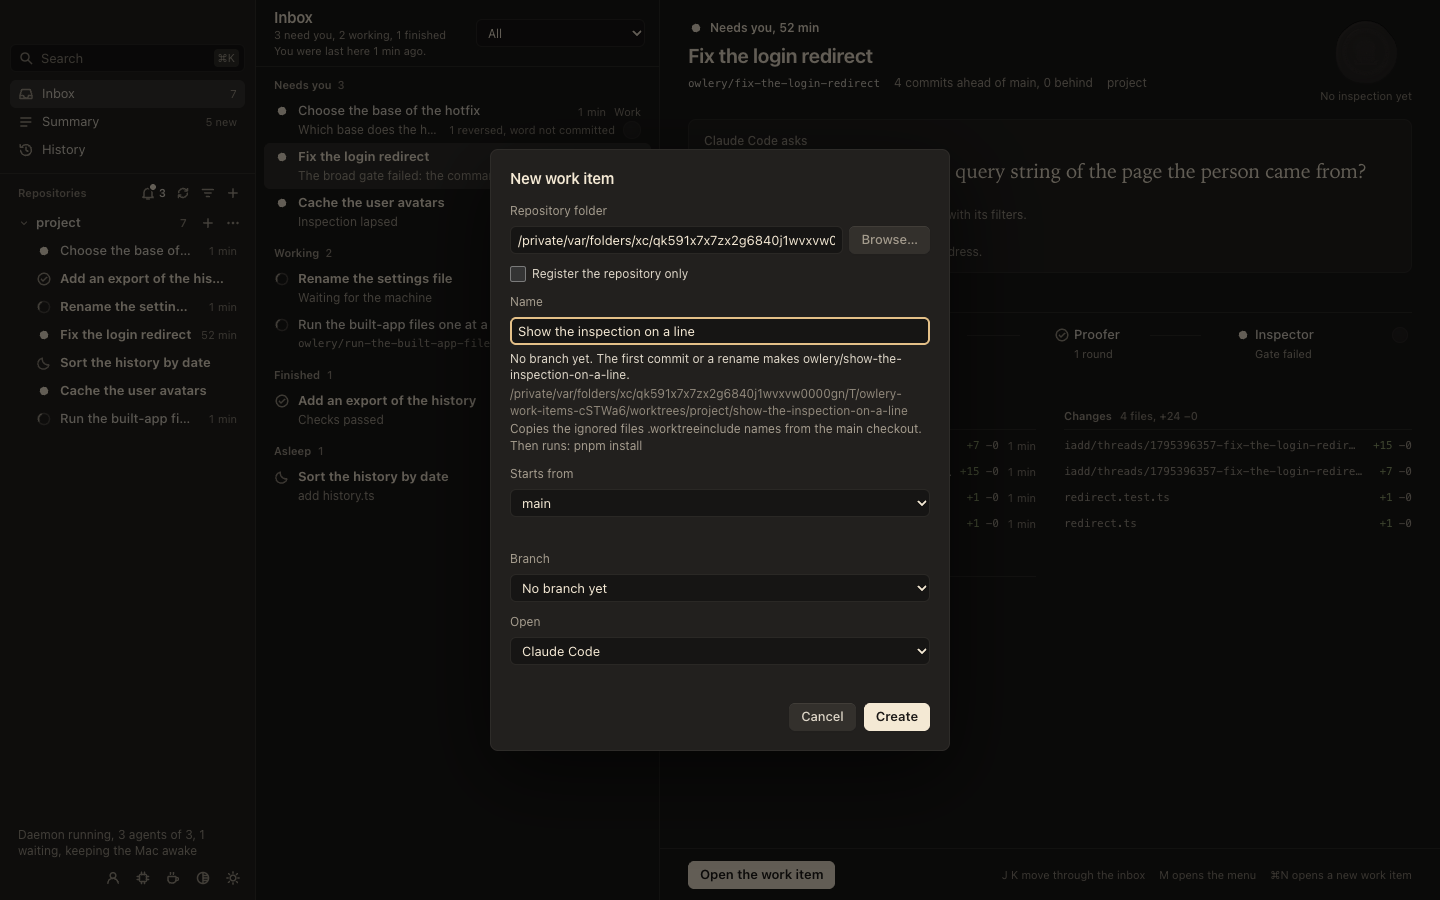 Search
⌘K
Inbox
7
Summary
5 new
History
Repositories
3
project
7
Choose the base of...
1 min
Add an export of the his...
Rename the settin...
1 min
Fix the login redirect
52 min
Sort the history by date
Cache the user avatars
Run the built-app fi...
1 min
Daemon running, 3 agents of 3, 1
waiting, keeping the Mac awake
Inbox
3 need you, 2 working, 1 finished
You were last here 1 min ago.
All
Needs you 3
Choose the base of the hotfix
1 min Work
Which base does the h... 1 reversed, word not committed
Fix the login redirect
The broad gate failed: the comma
Cache the user avatars
Inspection lapsed
Working 2
Rename the settings file
Waiting for the machine
Run the built-app files one at a
owlery/run-the-built-app-file
Finished 1
Add an export of the history
Checks passed
Asleep 1
Sort the history by date
add history.ts
New work item
Repository folder
/private/var/folders/xc/qk591x7x7zx2g6840j1wvxvw0
Browse...
Register the repository only
Name
Show the inspection on a line
No branch yet. The first commit or a rename makes owlery/show-the-
inspection-on-a-line.
/private/var/folders/xc/qk591x7x7zx2g6840j1wvxvw0000gn/T/owlery-
work-items-cSTWa6/worktrees/project/show-the-inspection-on-a-line
Copies the ignored files .worktreeinclude names from the main checkout.
Then runs: pnpm install
Starts from
main
Branch
No branch yet
Open
Claude Code
Cancel
Create
Needs you, 52 min
Fix the login redirect
owlery/fix-the-login-redirect 4 commits ahead of main, 0 behind project
No inspection yet
Claude Code asks
query string of the page the person came from?
with its filters.
dress.
Proofer
1 round
Inspector
Gate failed
Changes 4 files, +24 −0
+7 −0 1 min
+15 −0 1 min
+1 −0 1 min
+1 −0 1 min
iadd/threads/1795396357-fix-the-login-redir… +15 −0
iadd/threads/1795396357-fix-the-login-redire… +7 −0
redirect.test.ts +1 −0
redirect.ts +1 −0
Open the work item
J K move through the inbox M opens the menu ⌘N opens a new work item